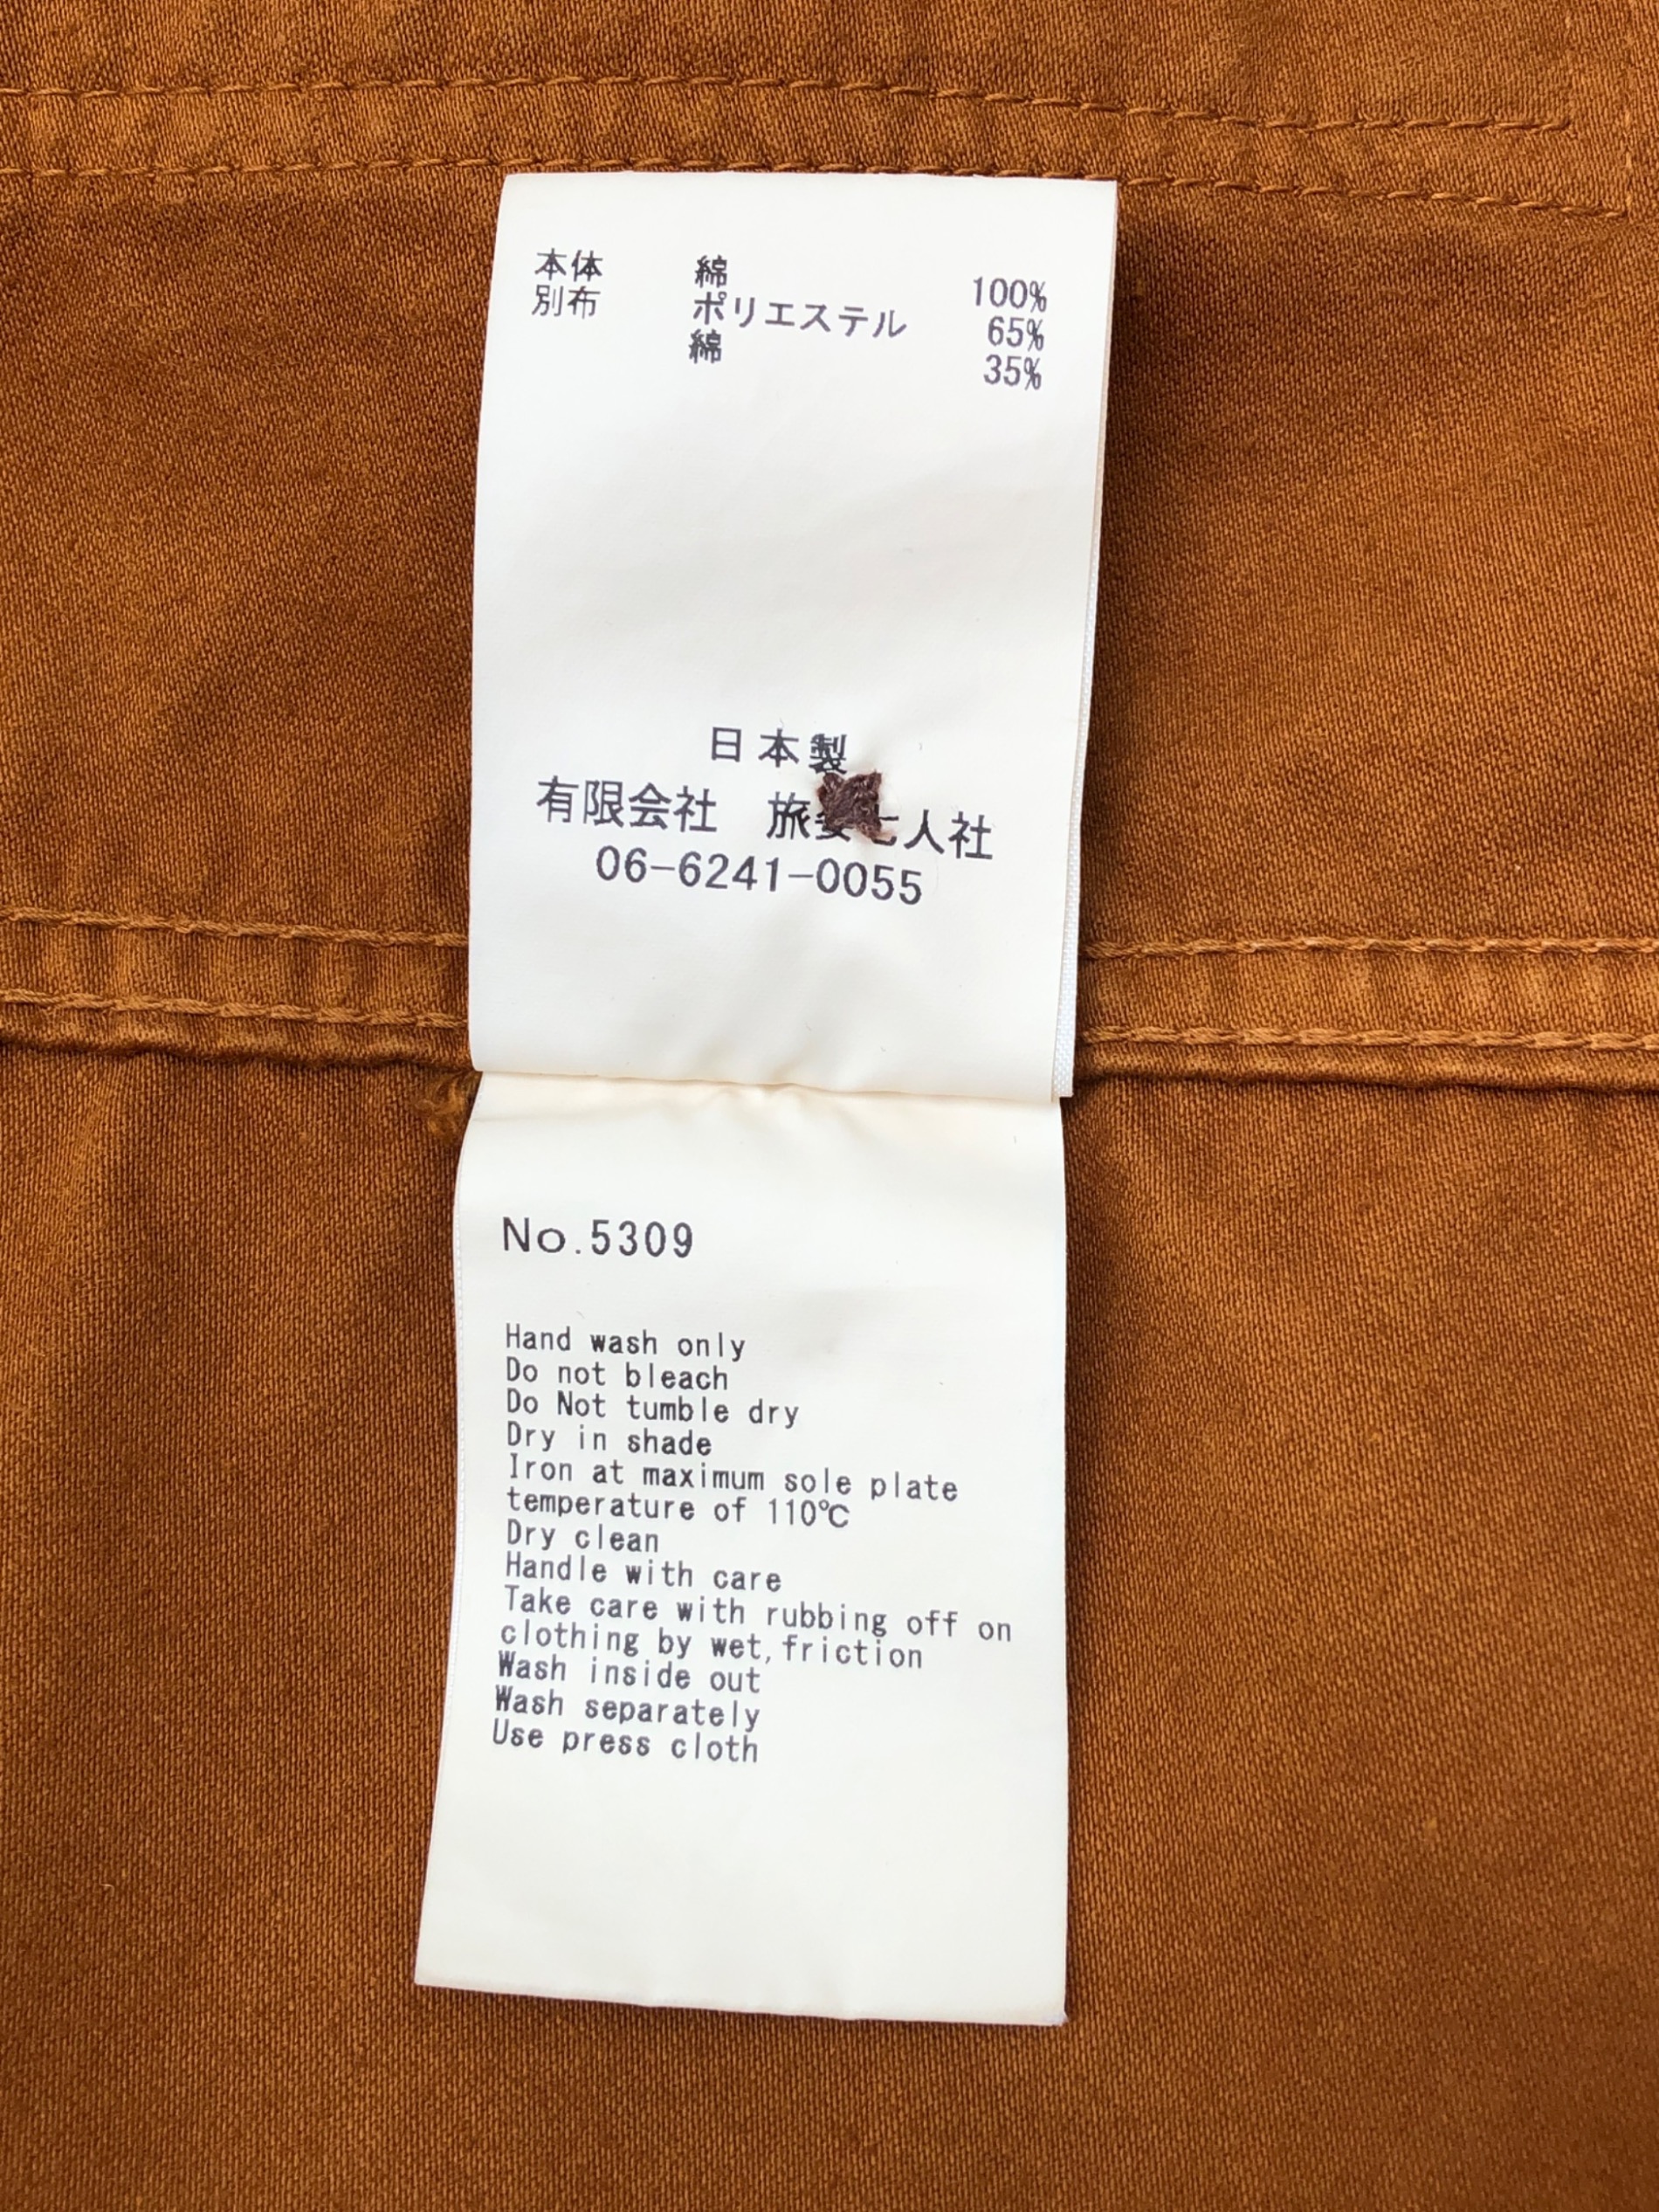 本体 綿 100%
別布 ポリエステル 65%
綿 35%
日本製
有限会社 旅 人社
06-6241-0055
No.5309
Hand wash only
Do not bleach
Do Not tumble dry
Dry in shade
Iron at maximum sole plate
temperature of 110℃
Dry clean
Handle with care
Take care with rubbing off on
clothing by wet,friction
Wash inside out
Wash separately
Use press cloth